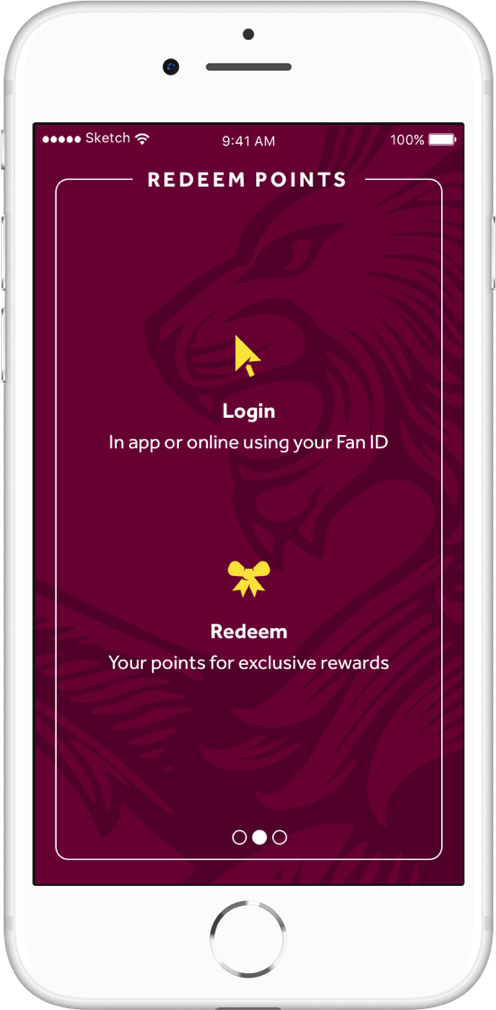 Sketch 9:41 AM 100%
REDEEM POINTS
Login
In app or online using your Fan ID
Redeem
Your points for exclusive rewards